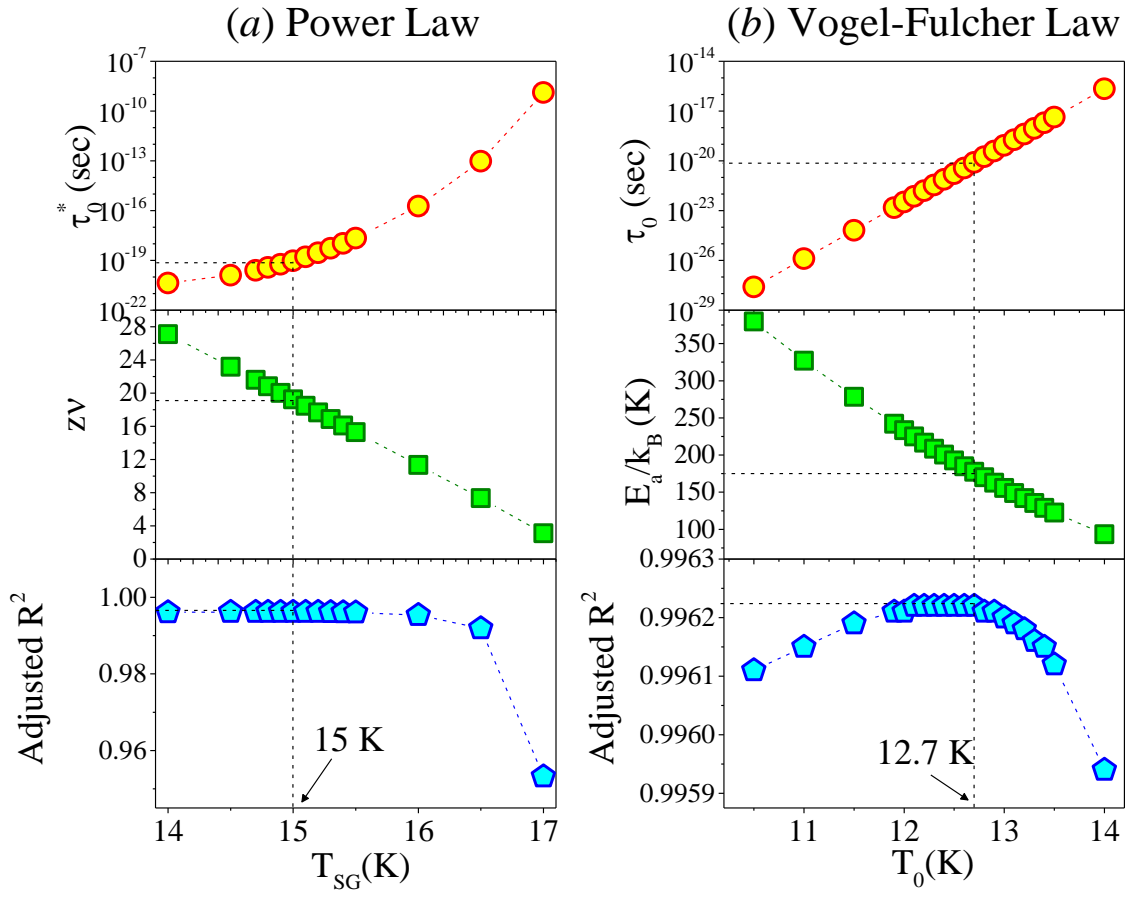 (a) Power Law
(b) Vogel-Fulcher Law
10^-7
10^-10
10^-13
10^-16
10^-19
10^-22
τ_0^* (sec)
28
24
20
16
12
8
4
0
zν
1.00
0.98
0.96
Adjusted R^2
15 K
14 15 16 17
T_SG(K)
10^-14
10^-17
10^-20
10^-23
10^-26
10^-29
τ_0 (sec)
350
300
250
200
150
100
E_a/k_B (K)
0.9963
0.9962
0.9961
0.9960
0.9959
Adjusted R^2
12.7 K
11 12 13 14
T_0(K)